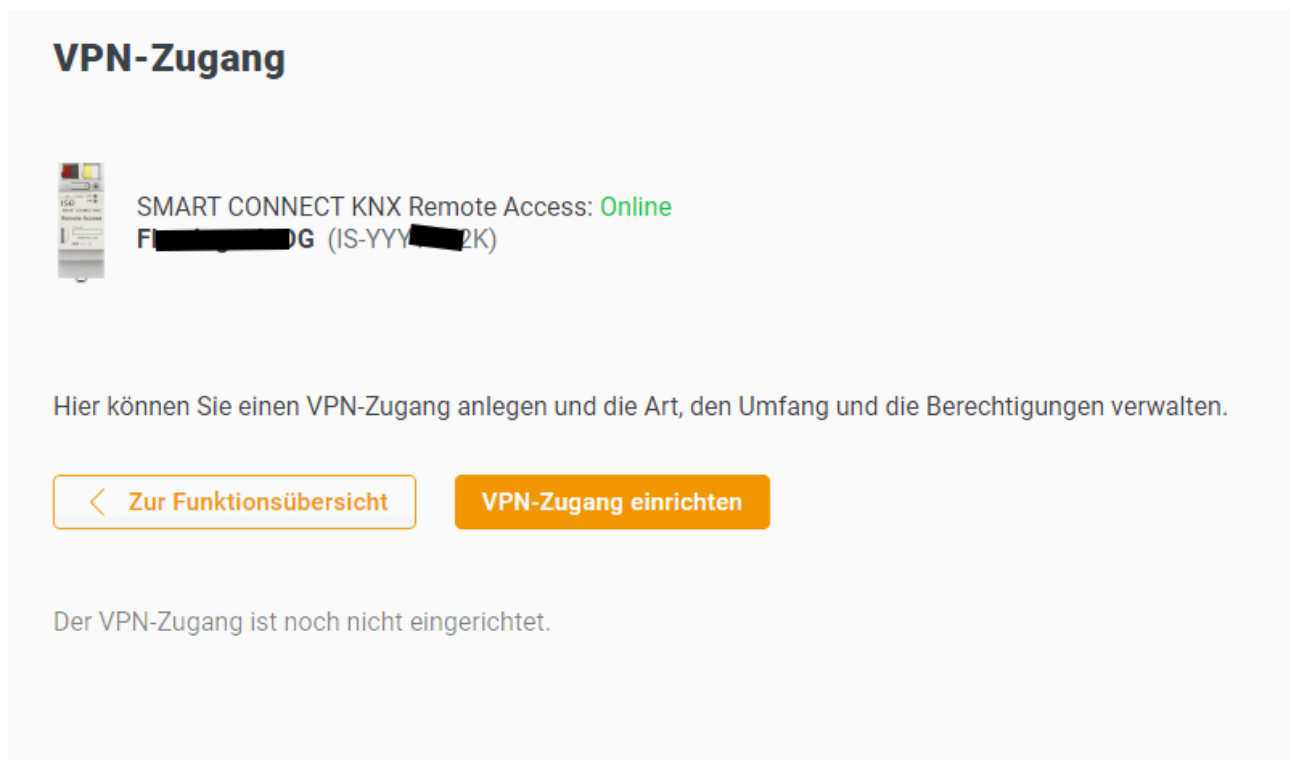 VPN-Zugang
SMART CONNECT KNX Remote Access: Online
(IS-YYY
2K)
Hier können Sie einen VPN-Zugang anlegen und die Art, den Umfang und die Berechtigungen verwalten.
Zur Funktionsübersicht
VPN-Zugang einrichten
Der VPN-Zugang ist noch nicht eingerichtet.